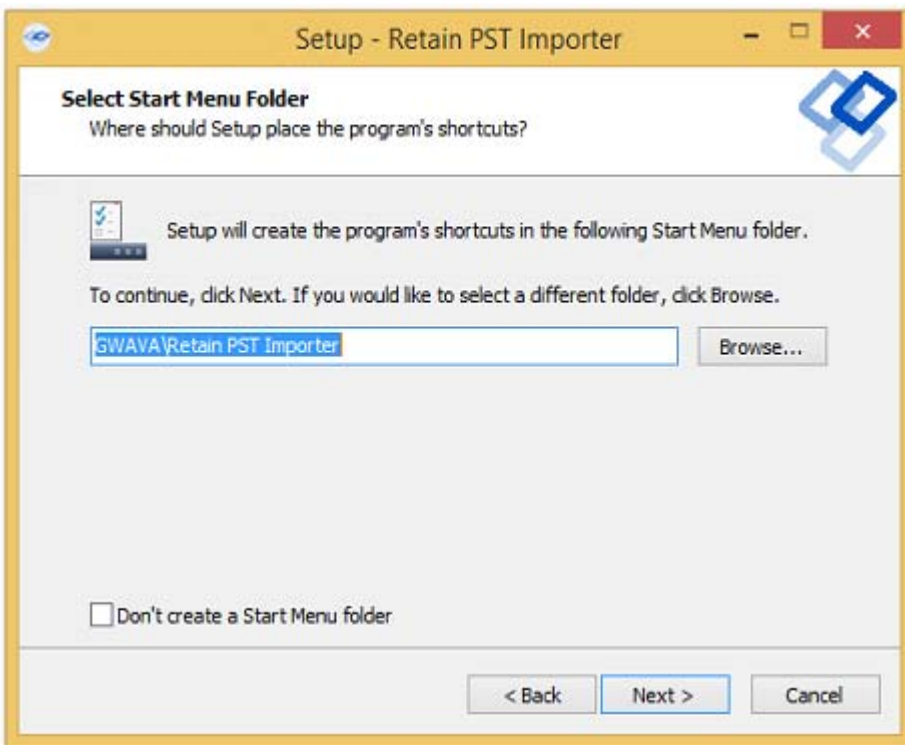 Setup - Retain PST Importer
Select Start Menu Folder
Where should Setup place the program's shortcuts?
Setup will create the program's shortcuts in the following Start Menu folder.
To continue, click Next. If you would like to select a different folder, click Browse.
GWAVA\Retain PST Importer
Browse...
Don't create a Start Menu folder
< Back
Next >
Cancel